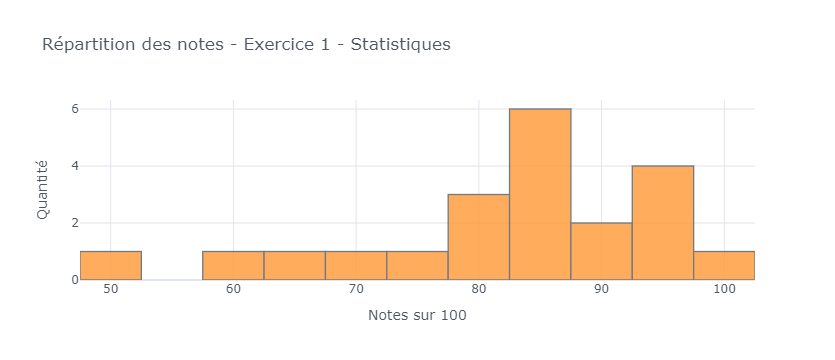 Répartition des notes - Exercice 1 - Statistiques
6
4
2
0
Quantité
50 60 70 80 90 100
Notes sur 100